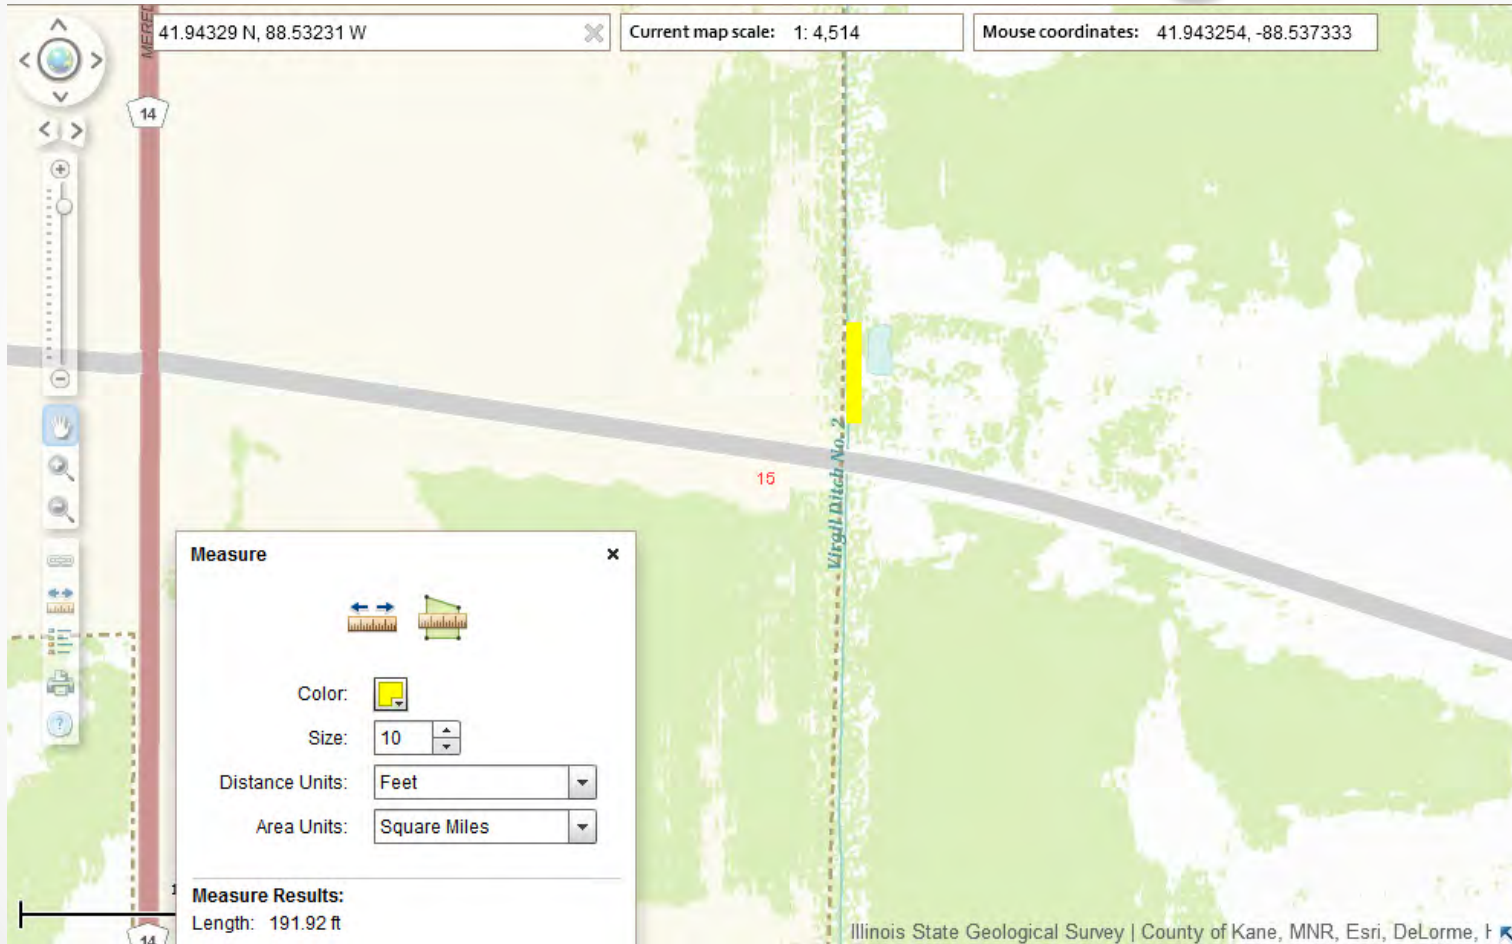 MERED
41.94329 N, 88.53231 W
Current map scale: 1: 4,514
Mouse coordinates: 41.943254, -88.537333
14
Virgil Ditch No. 2
15
Measure
Color:
Size: 10
Distance Units: Feet
Area Units: Square Miles
Measure Results:
Length: 191.92 ft
14
Illinois State Geological Survey | County of Kane, MNR, Esri, DeLorme,